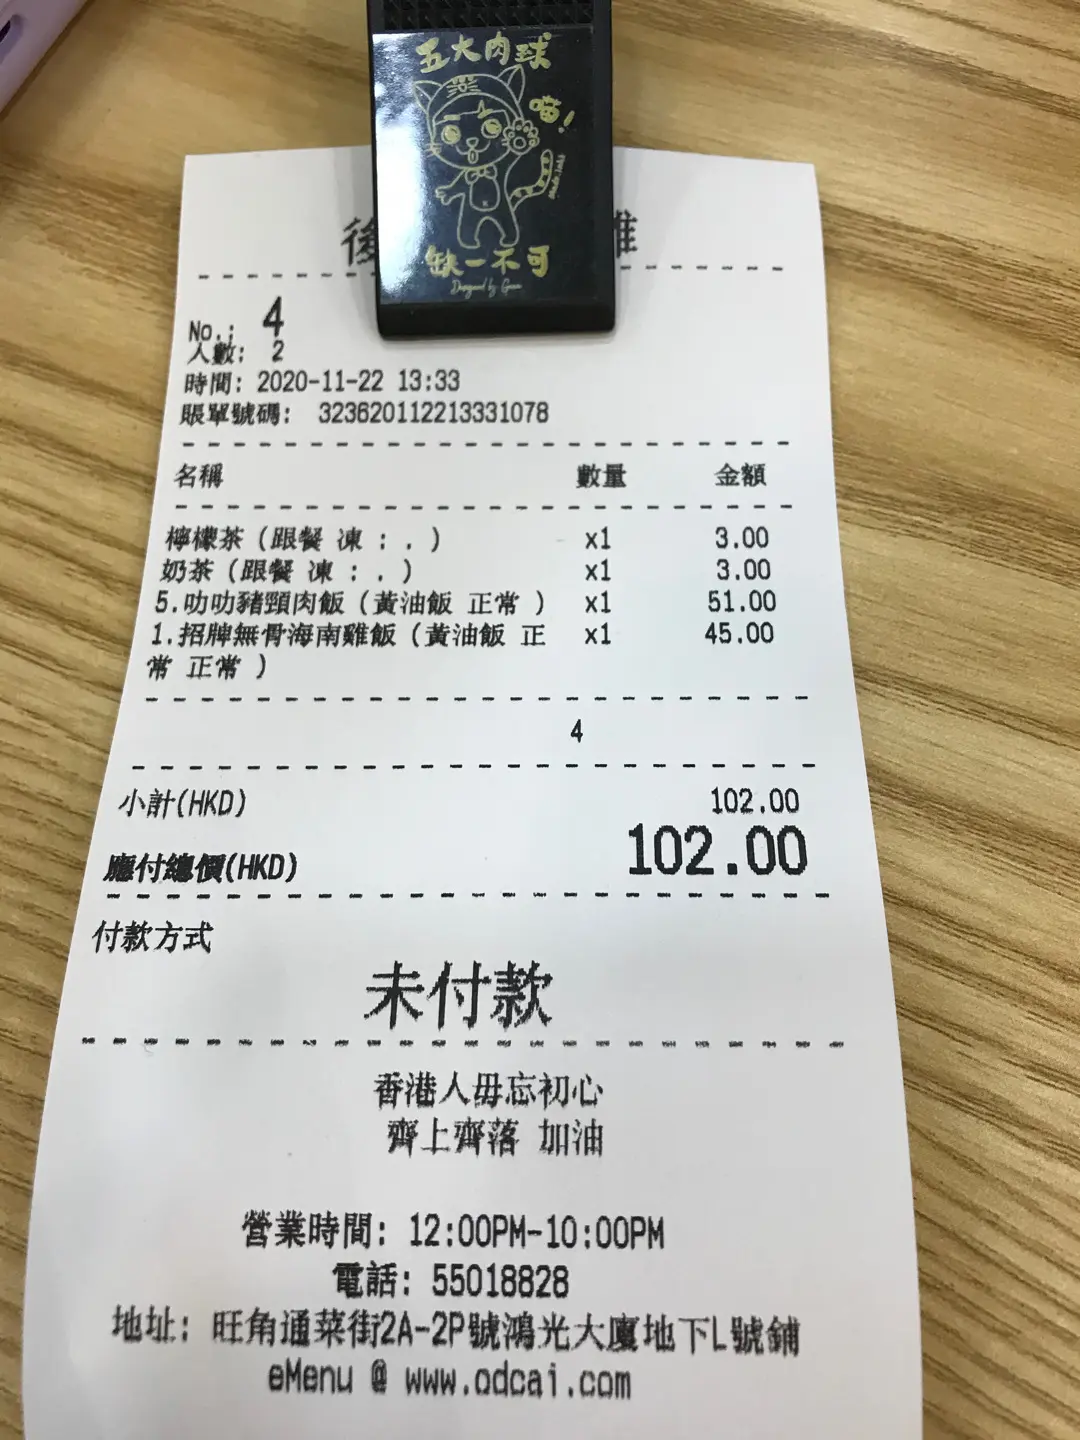 五大肉球
喵!
缺一不可
Designed by
後
No.: 4
人數: 2
時間: 2020-11-22 13:33
賬單號碼: 323620112213331078
名稱 數量 金額
檸檬茶(跟餐 凍 : . ) x1 3.00
奶茶(跟餐 凍 : . ) x1 3.00
5.叻叻豬頸肉飯(黃油飯 正常 ) x1 51.00
1.招牌無骨海南雞飯(黃油飯 正 x1 45.00
常 正常 )
4
小計(HKD) 102.00
應付總價(HKD) 102.00
付款方式
未付款
香港人毋忘初心
齊上齊落 加油
營業時間: 12:00PM-10:00PM
電話: 55018828
地址: 旺角通菜街2A-2P號鴻光大廈地下L號鋪
eMenu @ www.odcai.com